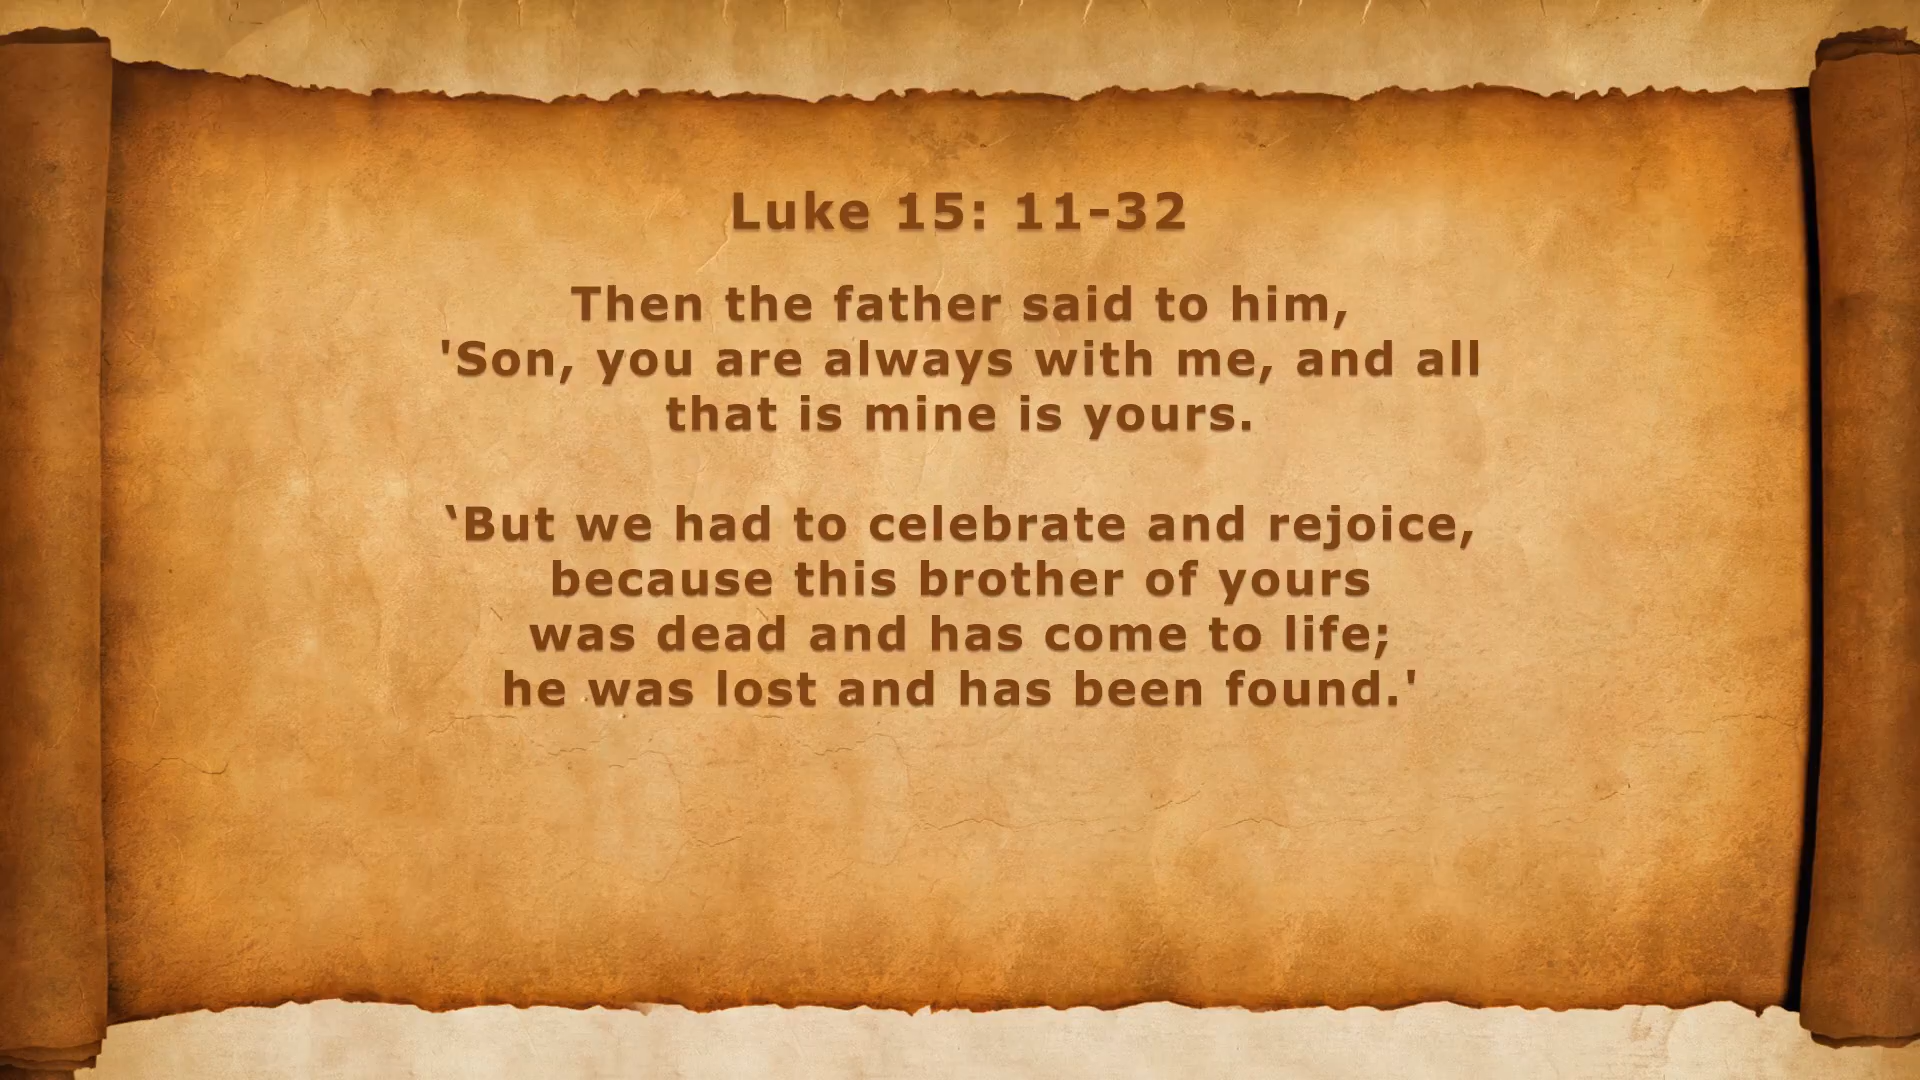 Luke 15: 11-32
Then the father said to him,
'Son, you are always with me, and all
that is mine is yours.
‘But we had to celebrate and rejoice,
because this brother of yours
was dead and has come to life;
he was lost and has been found.'